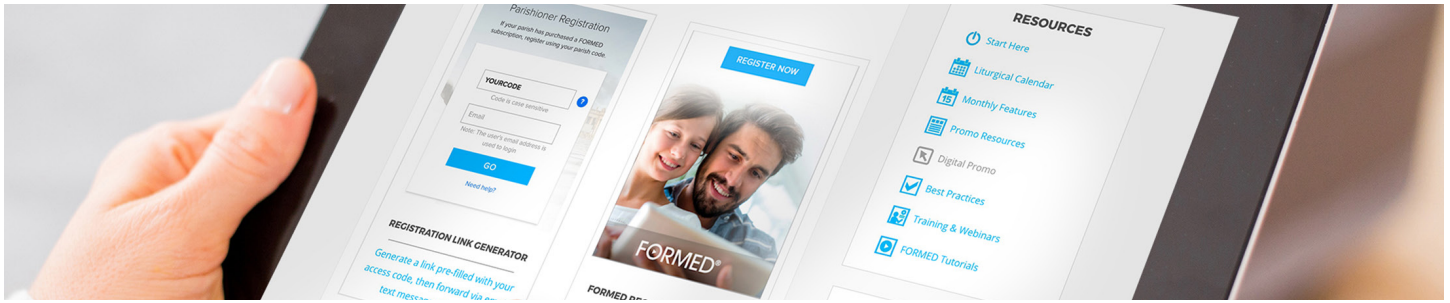 Parishioner Registration
If your parish has purchased a FORMED
subscription, register using your parish code.
YOURCODE
Code is case sensitive
?
Email
Note: The user's email address is
used to login
GO
Need help?
REGISTRATION LINK GENERATOR
Generate a link pre-filled with your
access code, then forward via
text
REGISTER NOW
FORMED®
FORMED
RESOURCES
Start Here
Liturgical Calendar
15
Monthly Features
Promo Resources
Digital Promo
Best Practices
Training & Webinars
FORMED Tutorials